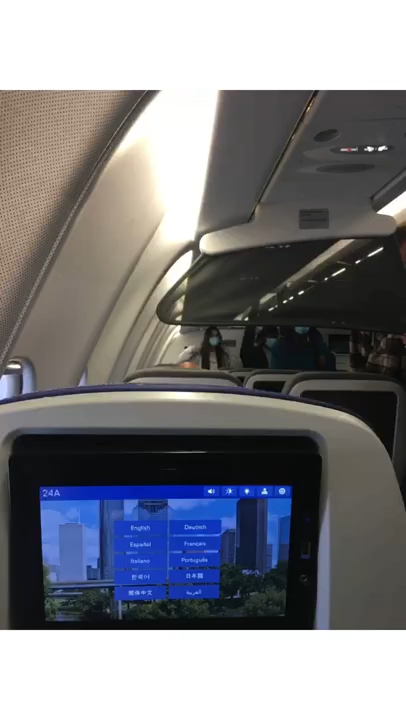 24A
English Deutsch
Español Français
Italiano Português
한국어 日本語
简体中文 العربية